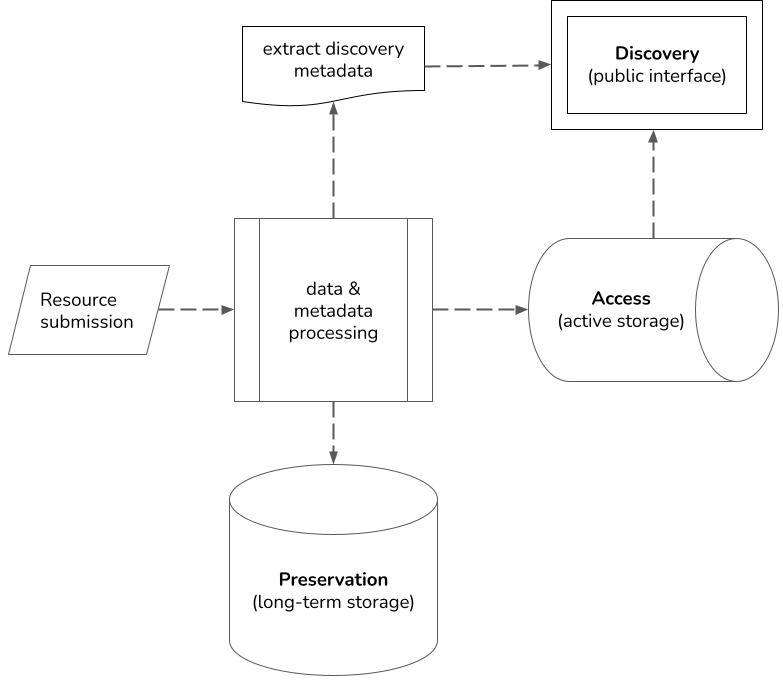 extract discovery
metadata
Discovery
(public interface)
Resource
submission
data &
metadata
processing
Access
(active storage)
Preservation
(long-term storage)